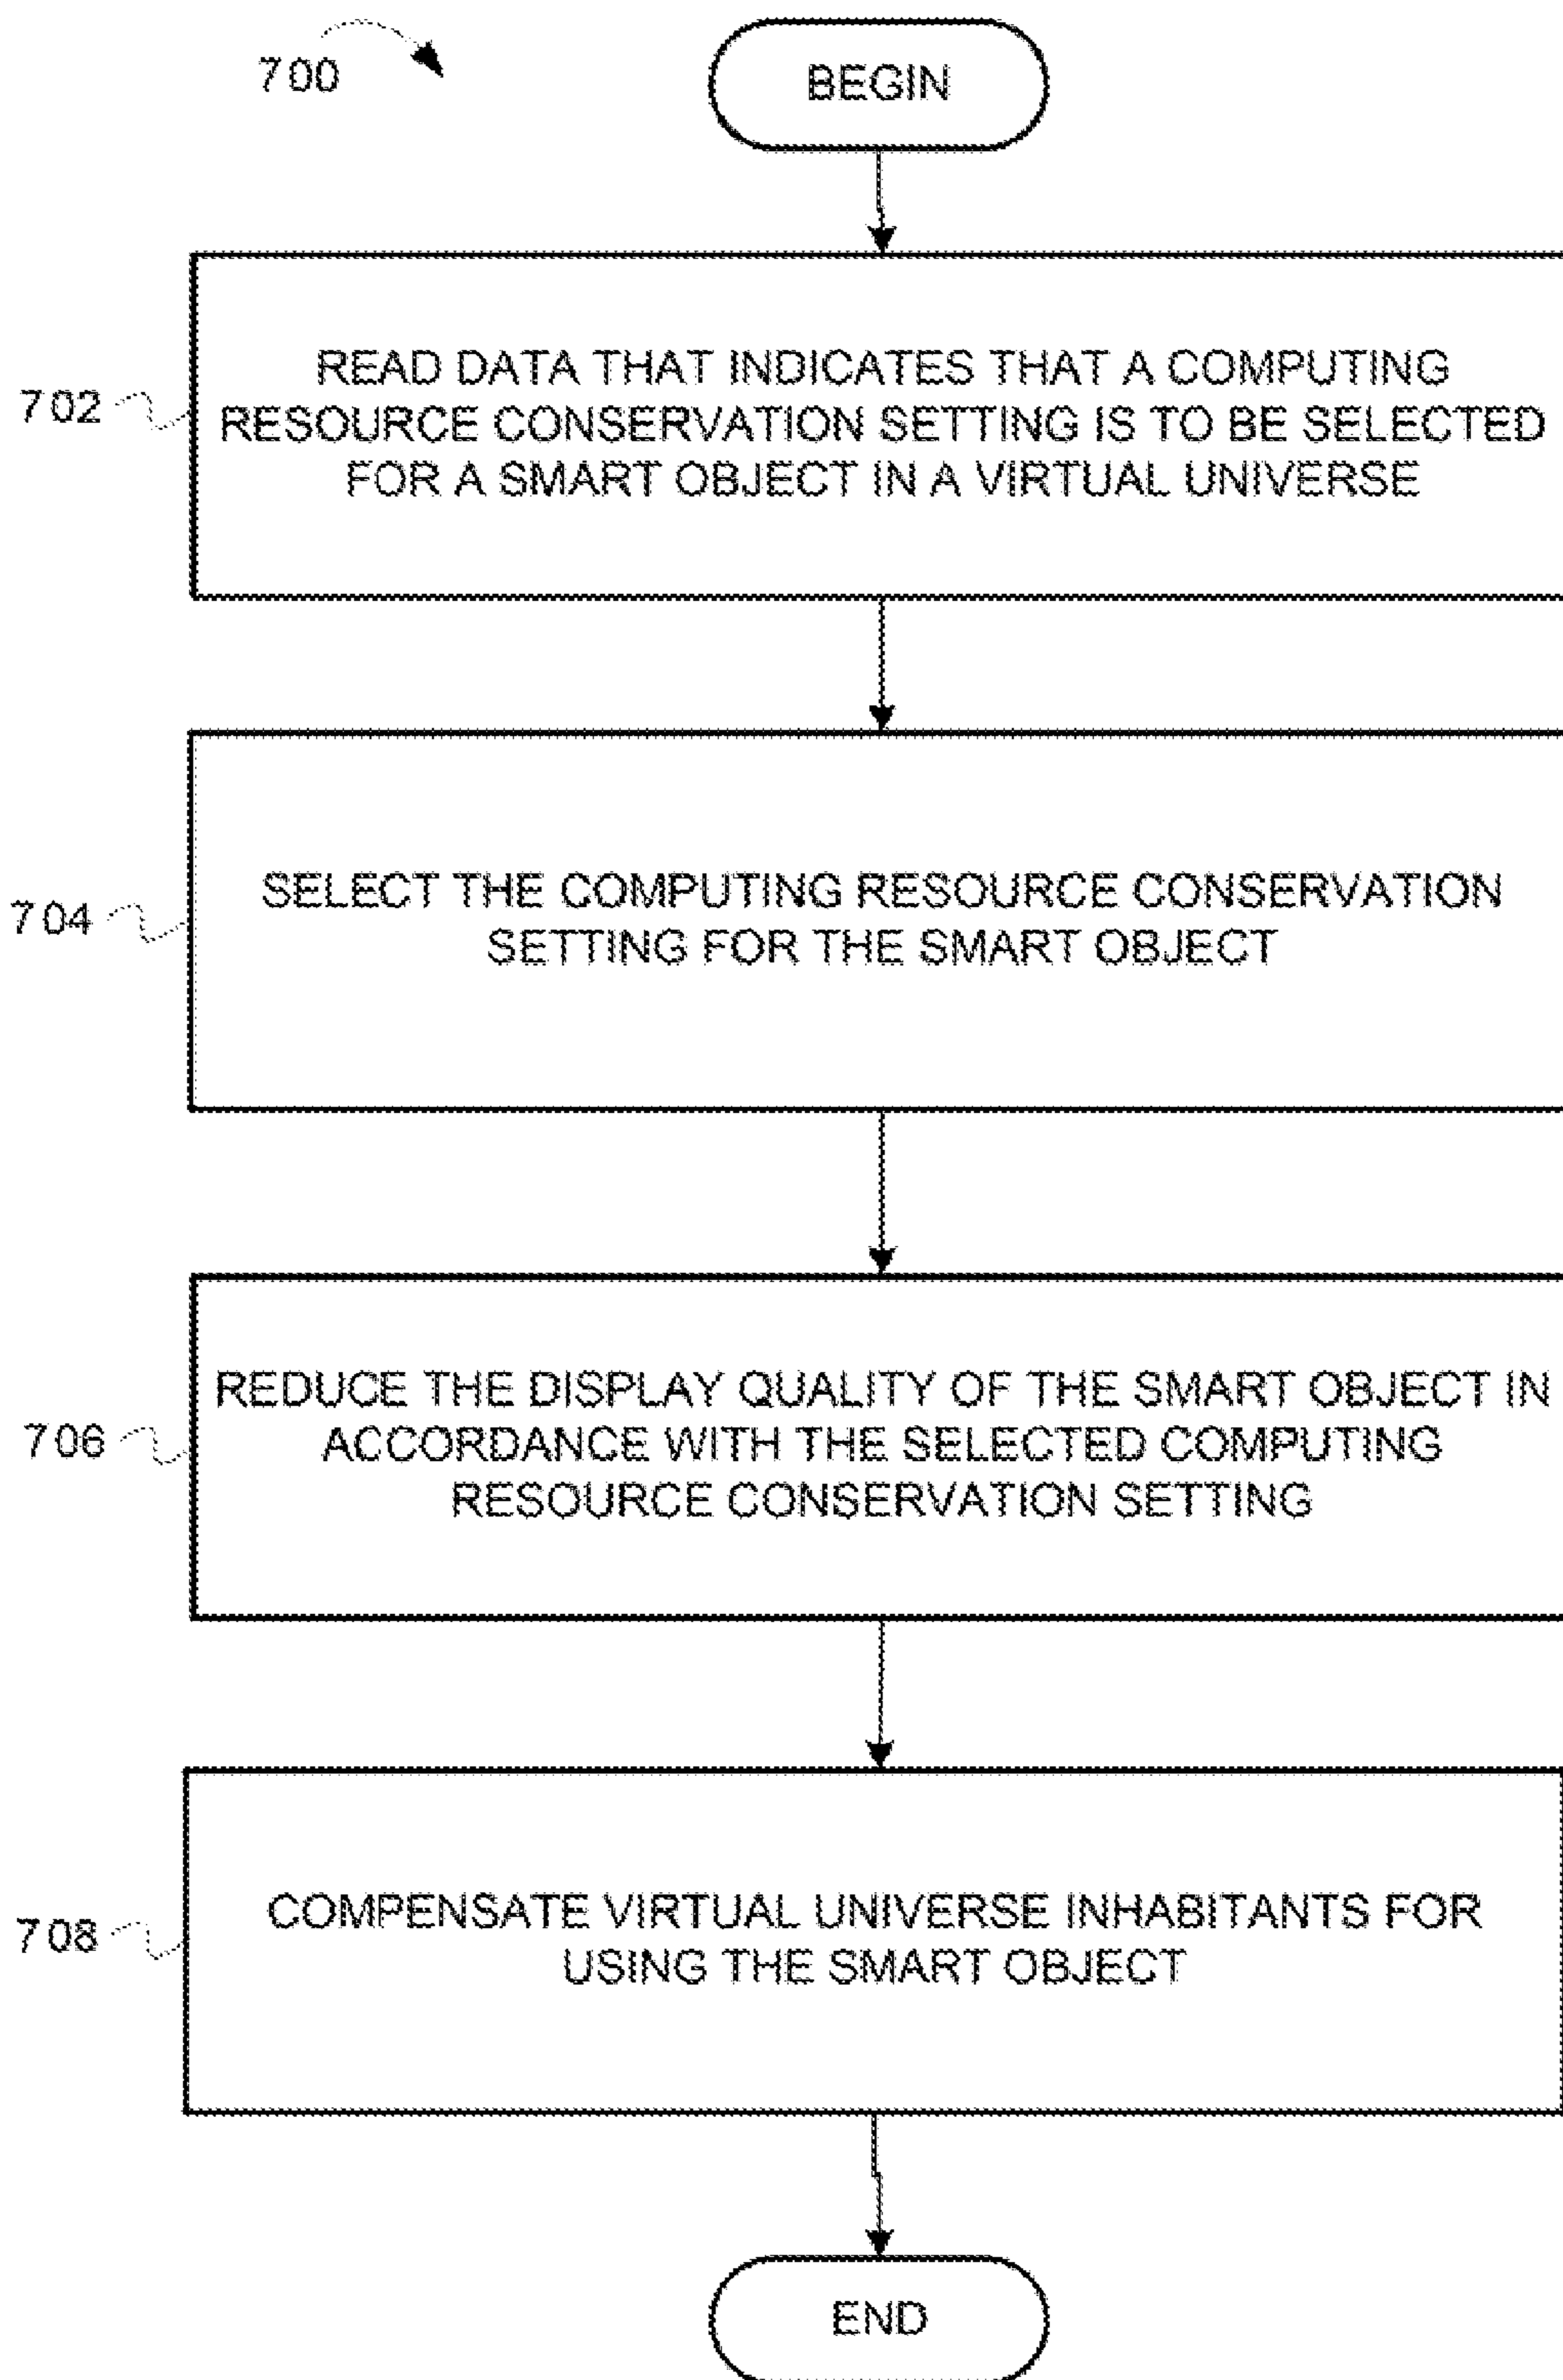 700
BEGIN
702
READ DATA THAT INDICATES THAT A COMPUTING
RESOURCE CONSERVATION SETTING IS TO BE SELECTED
FOR A SMART OBJECT IN A VIRTUAL UNIVERSE
704
SELECT THE COMPUTING RESOURCE CONSERVATION
SETTING FOR THE SMART OBJECT
706
REDUCE THE DISPLAY QUALITY OF THE SMART OBJECT IN
ACCORDANCE WITH THE SELECTED COMPUTING
RESOURCE CONSERVATION SETTING
708
COMPENSATE VIRTUAL UNIVERSE INHABITANTS FOR
USING THE SMART OBJECT
END